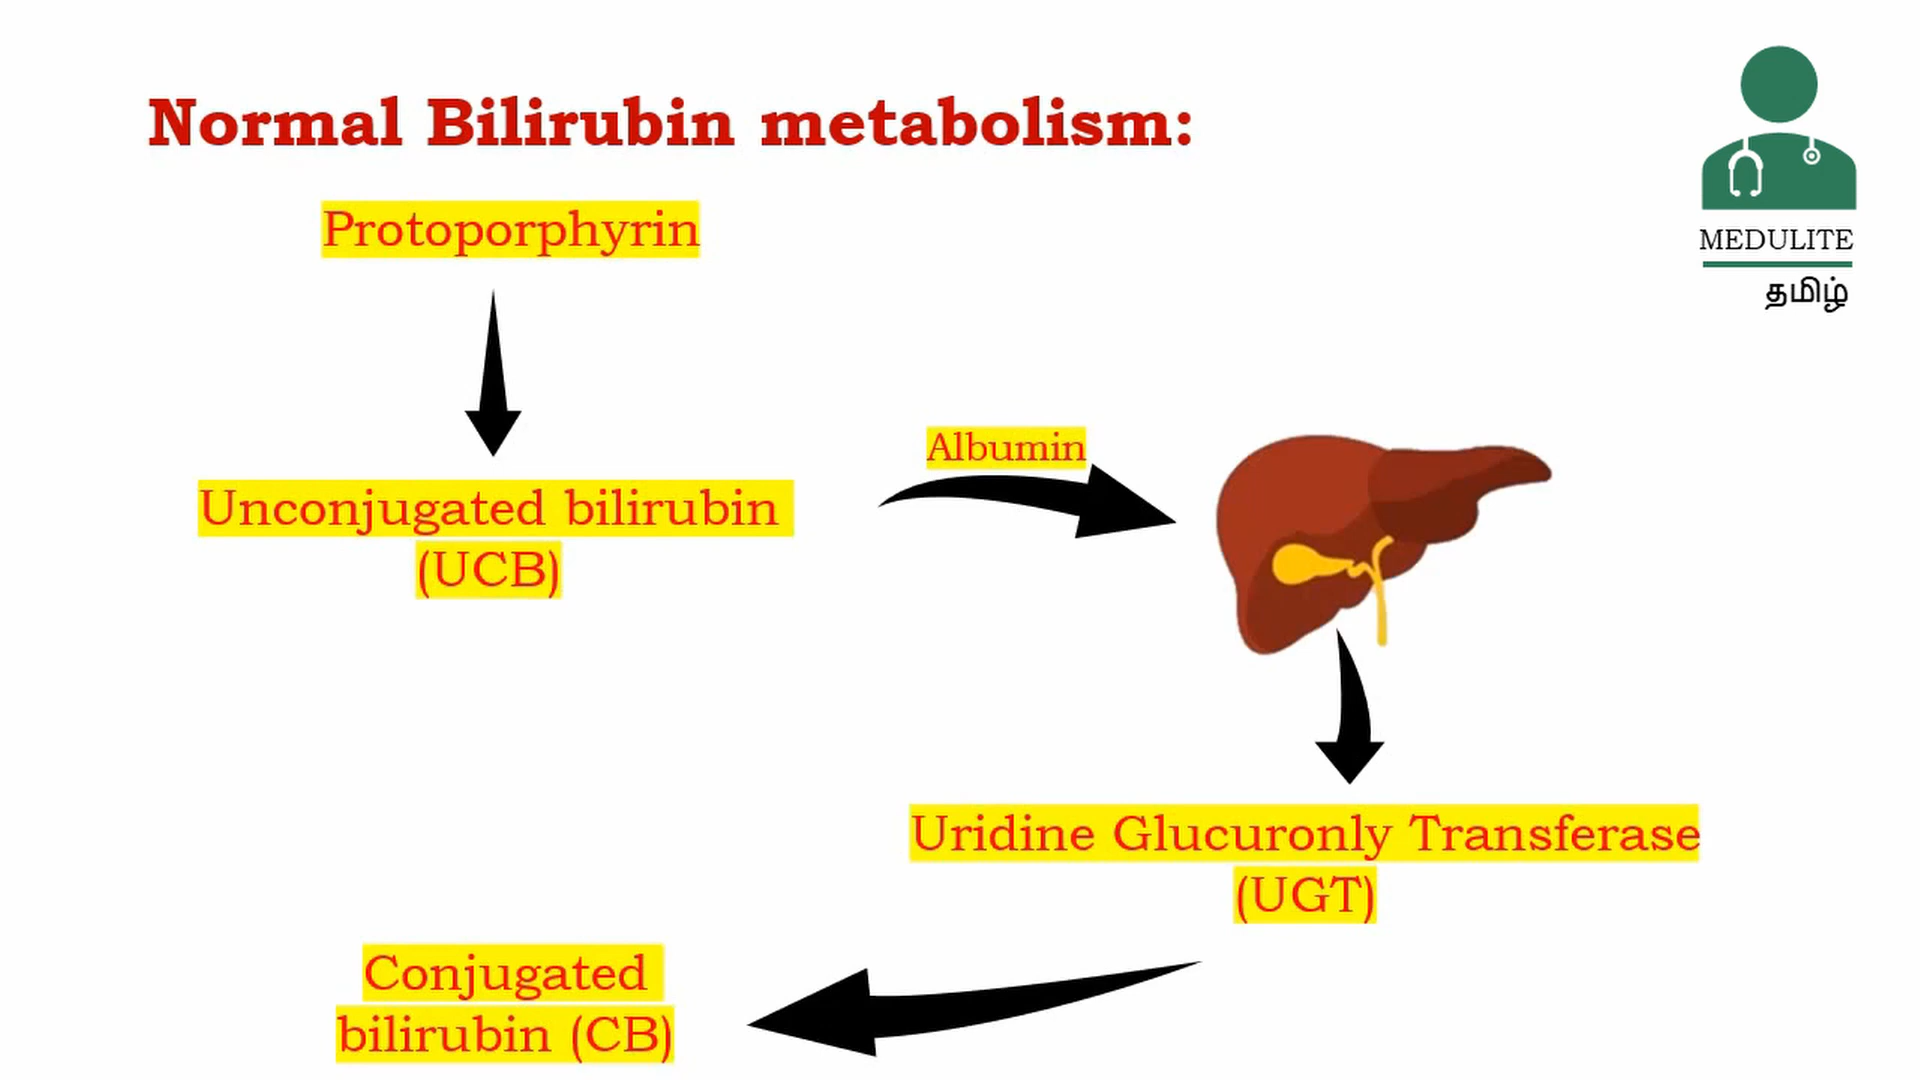 Normal Bilirubin metabolism:
Protoporphyrin
Unconjugated bilirubin
(UCB)
Albumin
Uridine Glucuronly Transferase
(UGT)
Conjugated
bilirubin (CB)
MEDULITE
தமிழ்